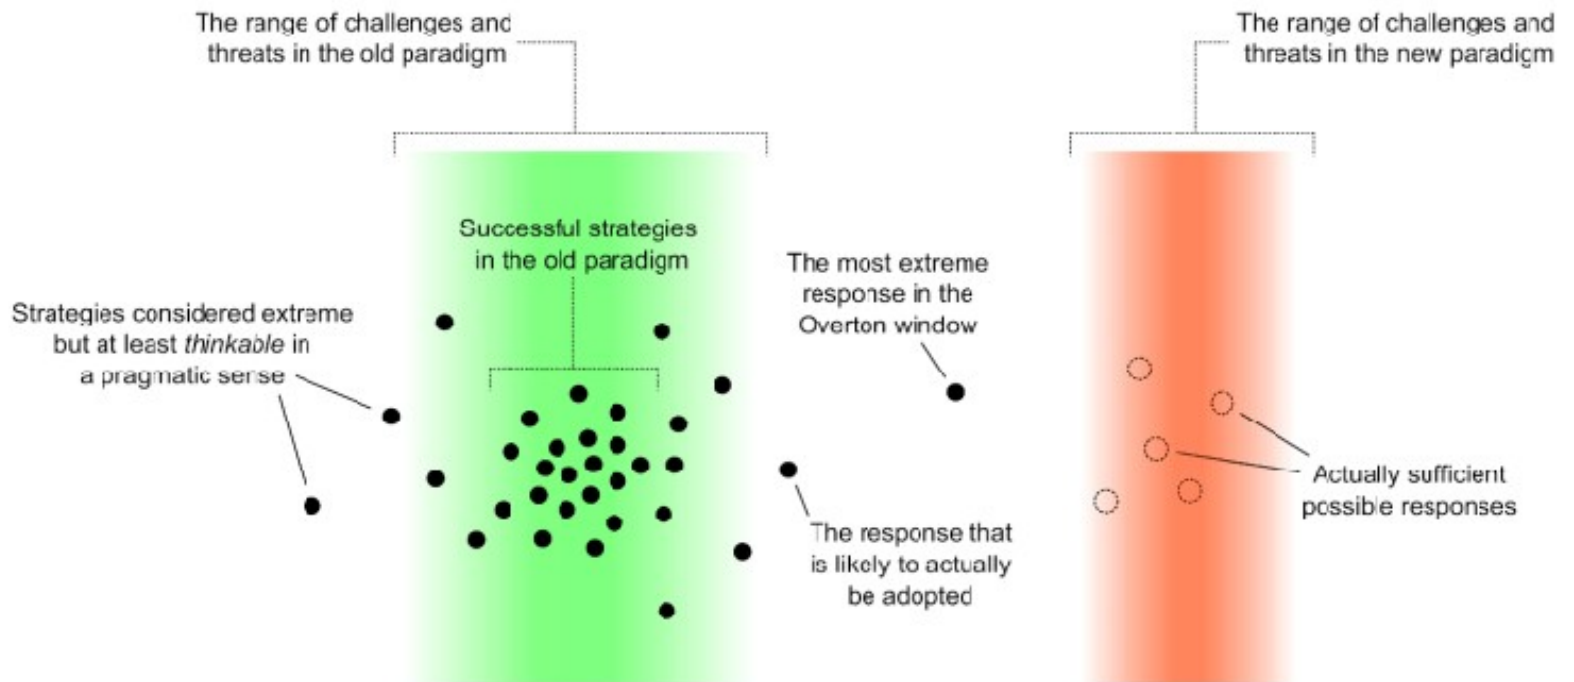 The range of challenges and
threats in the old paradigm
The range of challenges and
threats in the new paradigm
Successful strategies
in the old paradigm
The most extreme
response in the
Overton window
Strategies considered extreme
but at least thinkable in
a pragmatic sense
Actually sufficient
possible responses
The response that
is likely to actually
be adopted